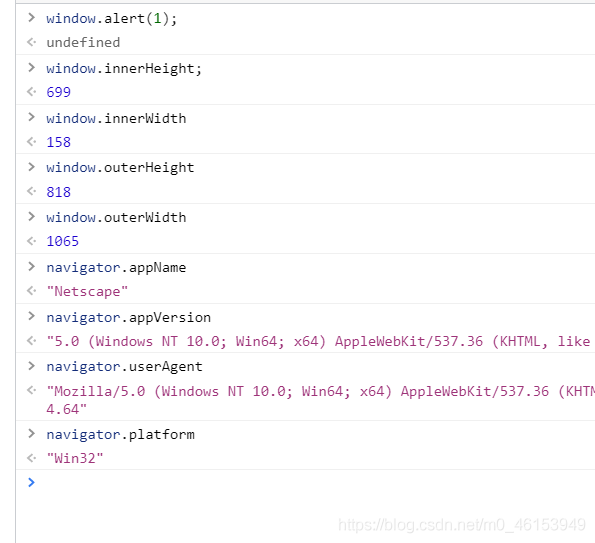 > window.alert(1);
<· undefined
> window.innerHeight;
<· 699
> window.innerWidth
<· 158
> window.outerHeight
<· 818
> window.outerWidth
<· 1065
> navigator.appName
<· "Netscape"
> navigator.appVersion
<· "5.0 (Windows NT 10.0; Win64; x64) AppleWebKit/537.36 (KHTML, like
> navigator.userAgent
<· "Mozilla/5.0 (Windows NT 10.0; Win64; x64) AppleWebKit/537.36 (KHTM
4.64"
> navigator.platform
<· "Win32"
>
https://blog.csdn.net/m0_46153949